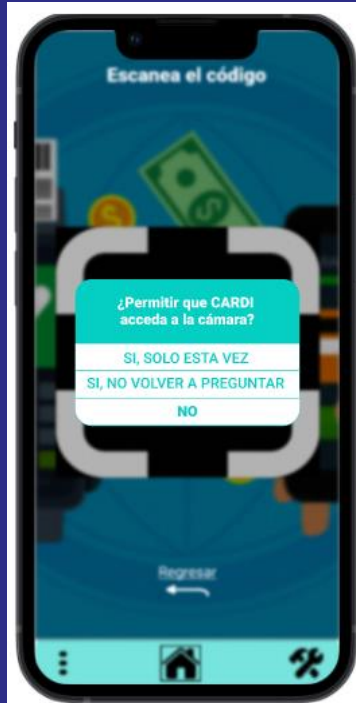 Escanea el código
¿Permitir que CARDI
acceda a la cámara?
SI, SOLO ESTA VEZ
SI, NO VOLVER A PREGUNTAR
NO
Regresar